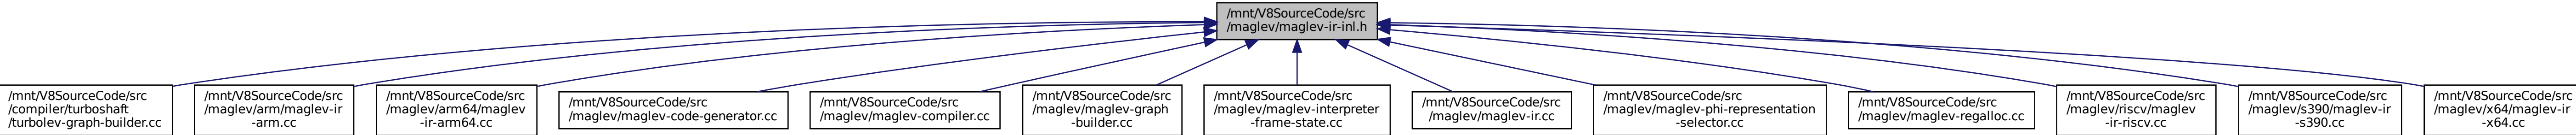 /mnt/V8SourceCode/src
/maglev/maglev-ir-inl.h
/mnt/V8SourceCode/src
/compiler/turboshaft
/turbolev-graph-builder.cc
/mnt/V8SourceCode/src
/maglev/arm/maglev-ir
-arm.cc
/mnt/V8SourceCode/src
/maglev/arm64/maglev
-ir-arm64.cc
/mnt/V8SourceCode/src
/maglev/maglev-code-generator.cc
/mnt/V8SourceCode/src
/maglev/maglev-compiler.cc
/mnt/V8SourceCode/src
/maglev/maglev-graph
-builder.cc
/mnt/V8SourceCode/src
/maglev/maglev-interpreter
-frame-state.cc
/mnt/V8SourceCode/src
/maglev/maglev-ir.cc
/mnt/V8SourceCode/src
/maglev/maglev-phi-representation
-selector.cc
/mnt/V8SourceCode/src
/maglev/maglev-regalloc.cc
/mnt/V8SourceCode/src
/maglev/riscv/maglev
-ir-riscv.cc
/mnt/V8SourceCode/src
/maglev/s390/maglev-ir
-s390.cc
/mnt/V8SourceCode/src
/maglev/x64/maglev-ir
-x64.cc